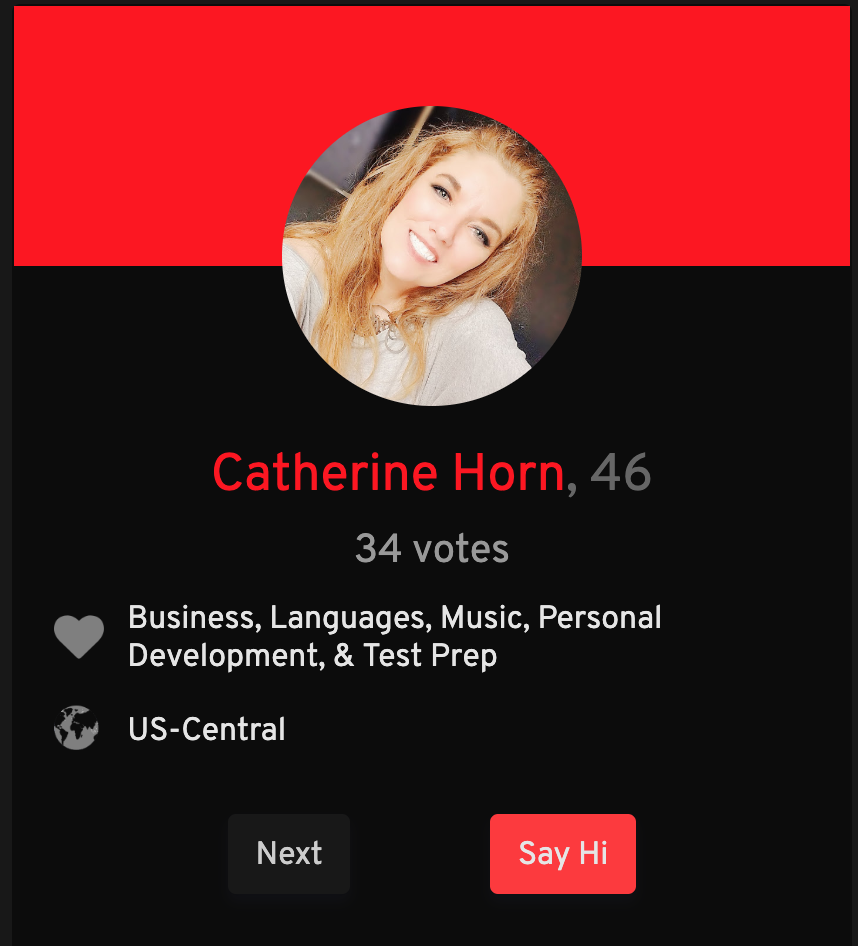 Catherine Horn, 46
34 votes
Business, Languages, Music, Personal
Development, & Test Prep
US-Central
Next
Say Hi